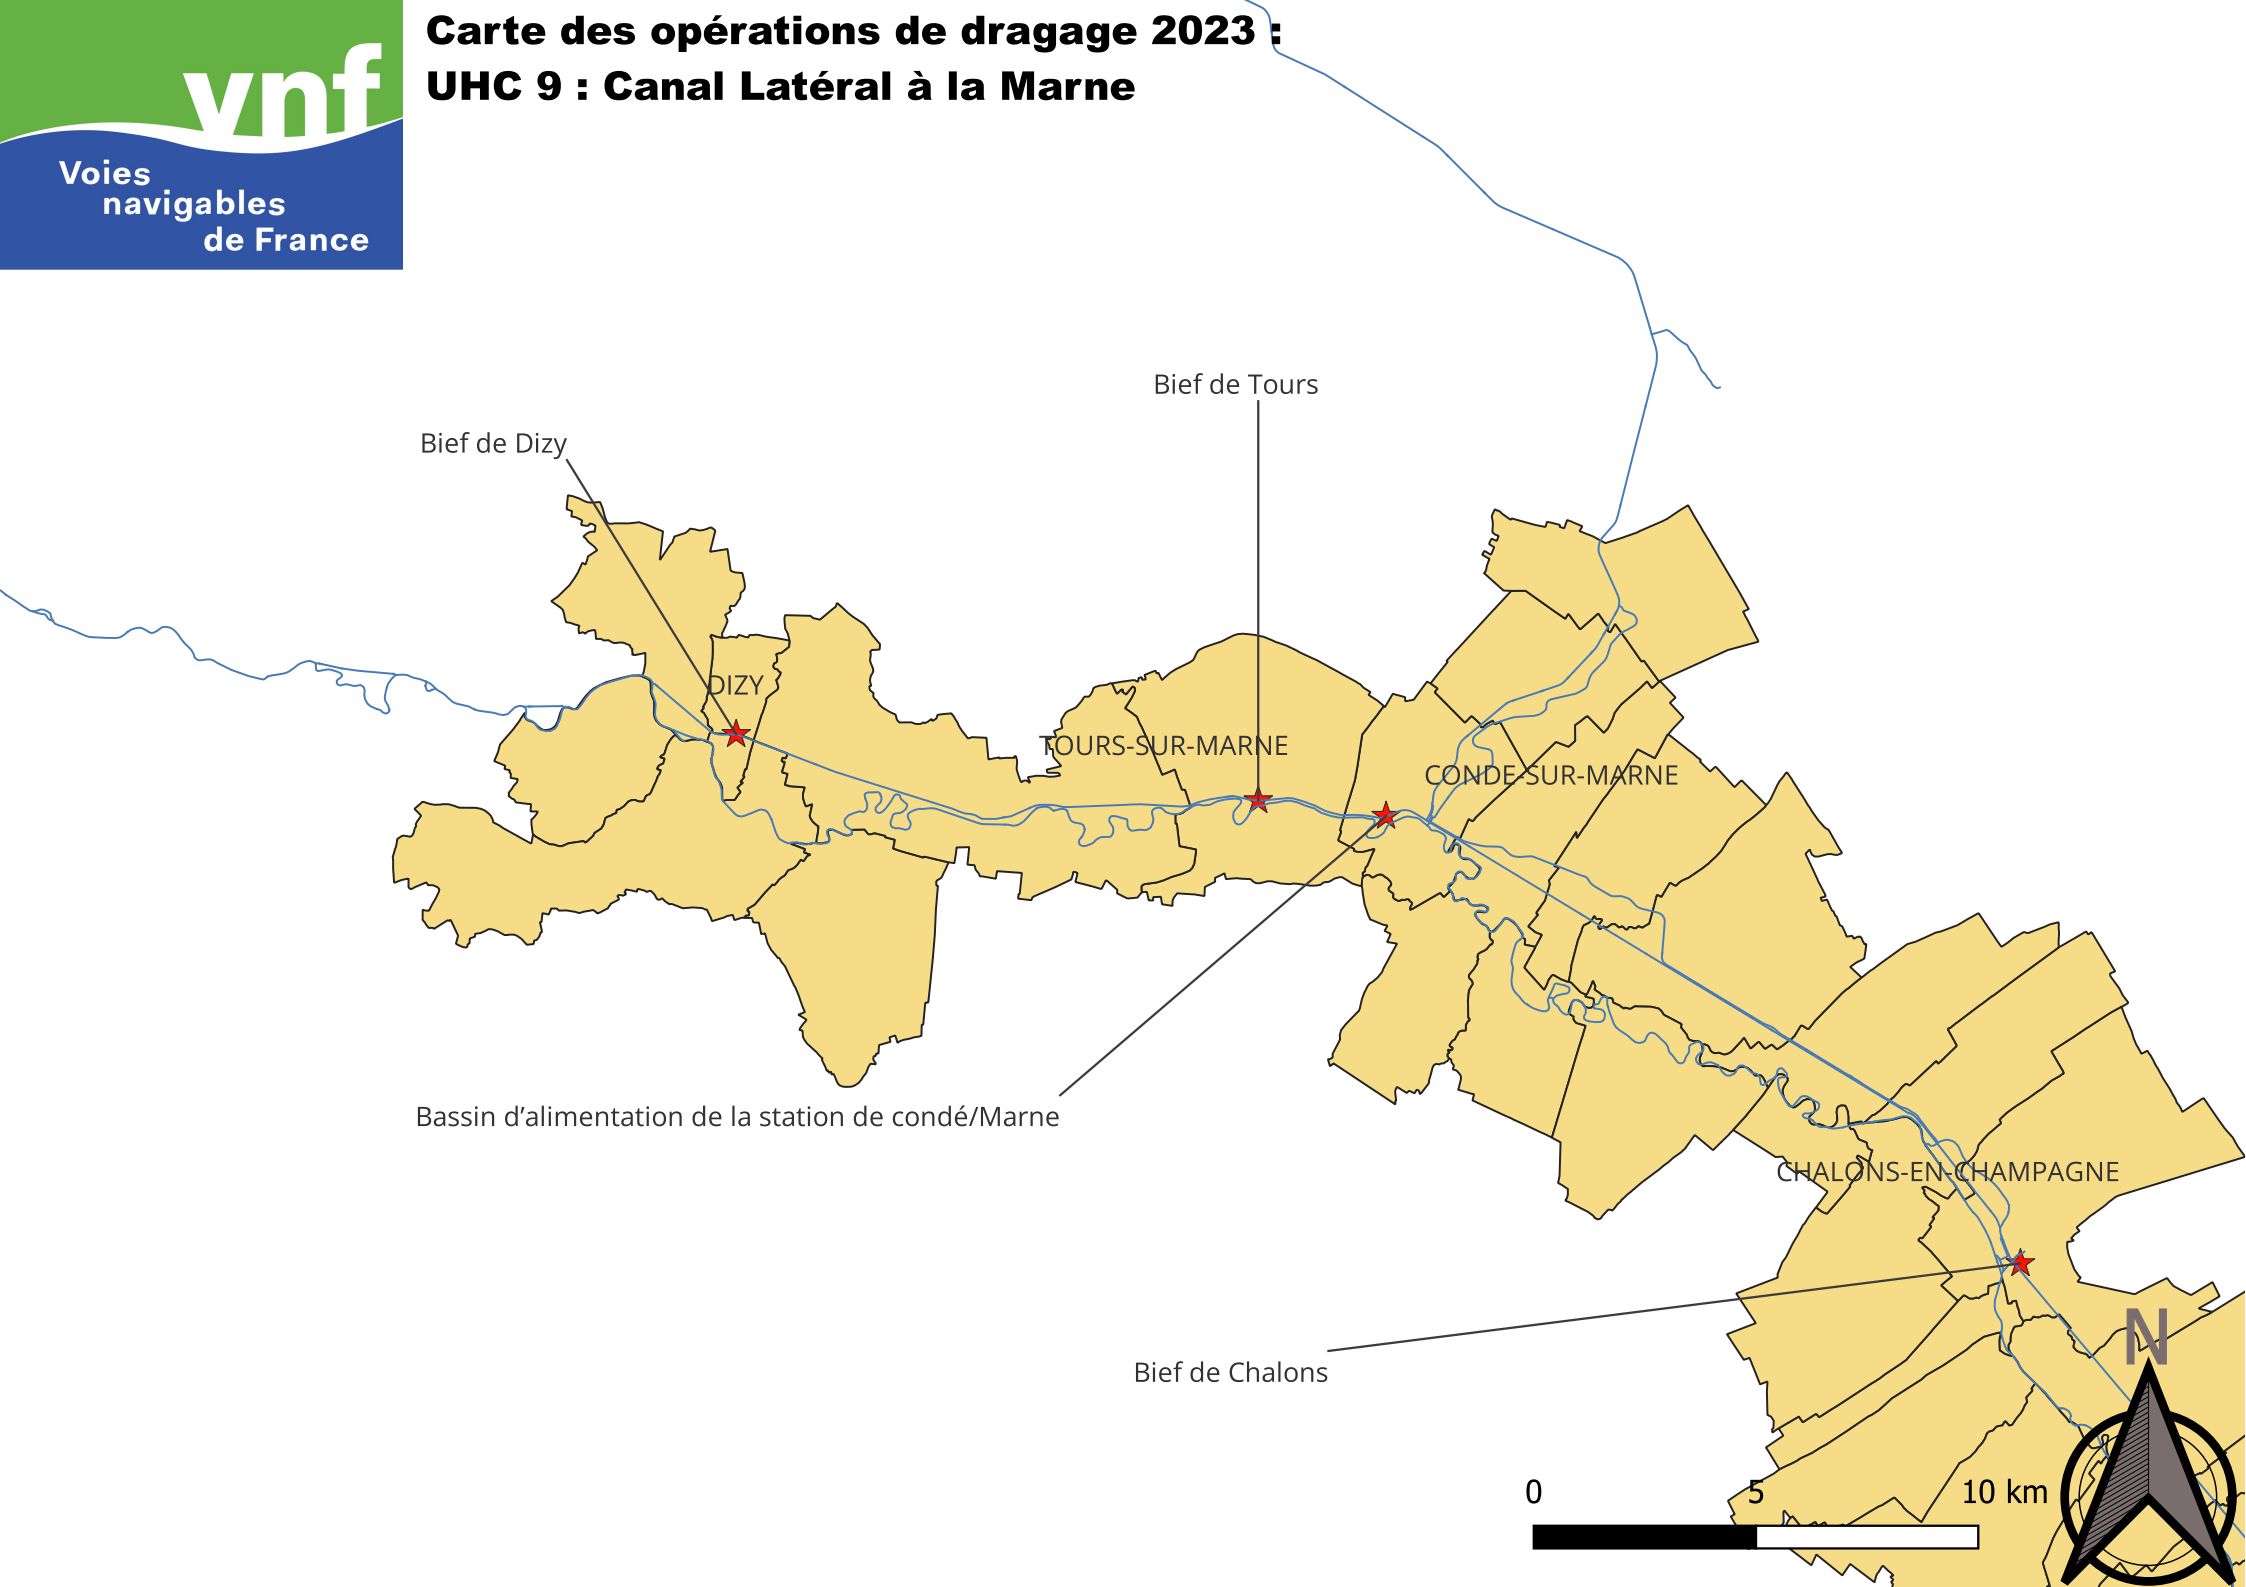 vnf
Voies
navigables
de France
Carte des opérations de dragage 2023 :
UHC 9 : Canal Latéral à la Marne
Bief de Tours
Bief de Dizy
DIZY
TOURS-SUR-MARNE
CONDE-SUR-MARNE
Bassin d’alimentation de la station de condé/Marne
CHALONS-EN-CHAMPAGNE
Bief de Chalons
N
0 5 10 km